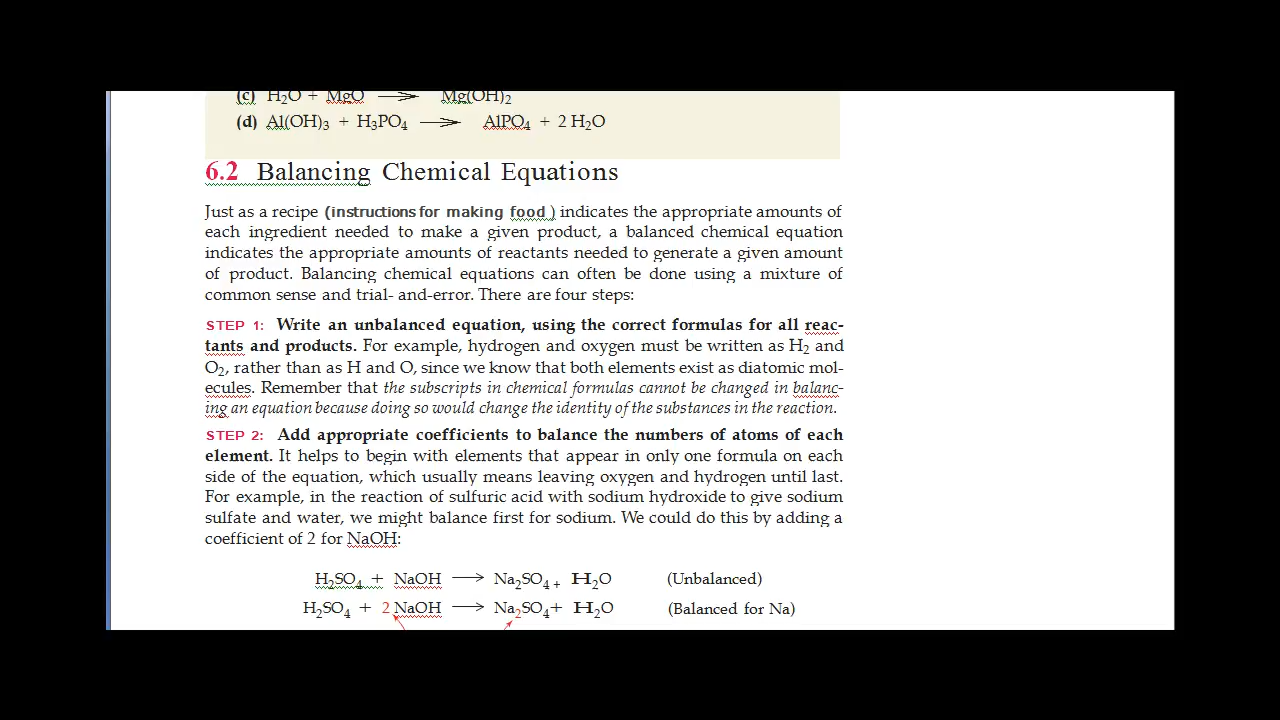 (c) H₂O + MgO ⟶ Mg(OH)₂
(d) Al(OH)₃ + H₃PO₄ ⟶ AlPO₄ + 2 H₂O
6.2 Balancing Chemical Equations
Just as a recipe (instructions for making food ) indicates the appropriate amounts of
each ingredient needed to make a given product, a balanced chemical equation
indicates the appropriate amounts of reactants needed to generate a given amount
of product. Balancing chemical equations can often be done using a mixture of
common sense and trial- and-error. There are four steps:
STEP 1: Write an unbalanced equation, using the correct formulas for all reac-
tants and products. For example, hydrogen and oxygen must be written as H₂ and
O₂, rather than as H and O, since we know that both elements exist as diatomic mol-
ecules. Remember that the subscripts in chemical formulas cannot be changed in balanc-
ing an equation because doing so would change the identity of the substances in the reaction.
STEP 2: Add appropriate coefficients to balance the numbers of atoms of each
element. It helps to begin with elements that appear in only one formula on each
side of the equation, which usually means leaving oxygen and hydrogen until last.
For example, in the reaction of sulfuric acid with sodium hydroxide to give sodium
sulfate and water, we might balance first for sodium. We could do this by adding a
coefficient of 2 for NaOH:
H₂SO₄ + NaOH ⟶ Na₂SO₄ + H₂O (Unbalanced)
H₂SO₄ + 2 NaOH ⟶ Na₂SO₄+ H₂O (Balanced for Na)